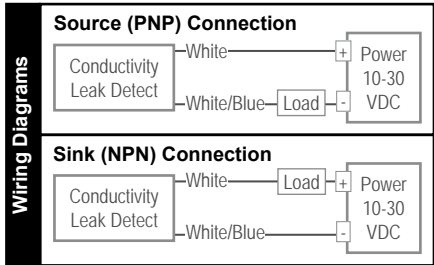 Wiring Diagrams
Source (PNP) Connection
Conductivity
Leak Detect
White
White/Blue
Load
+
-
Power
10-30
VDC
Sink (NPN) Connection
Conductivity
Leak Detect
White
Load
White/Blue
+
-
Power
10-30
VDC